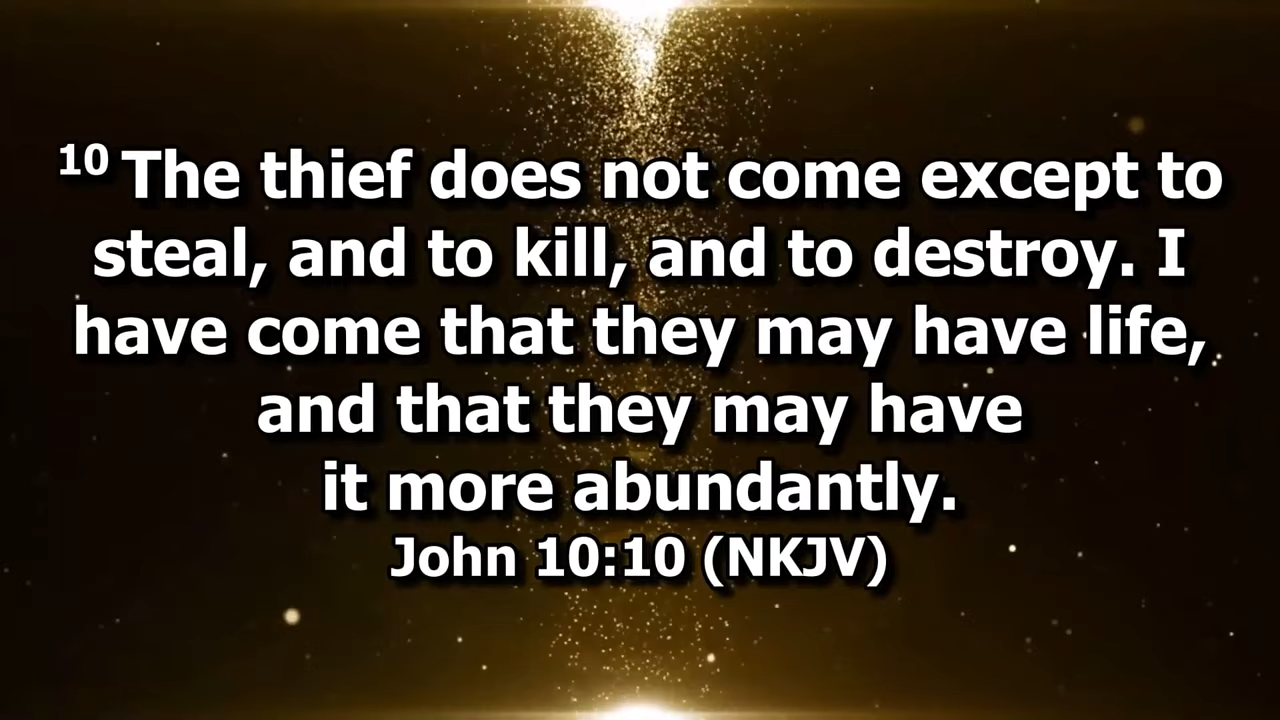 10 The thief does not come except to
steal, and to kill, and to destroy. I
have come that they may have life,
and that they may have
it more abundantly.
John 10:10 (NKJV)